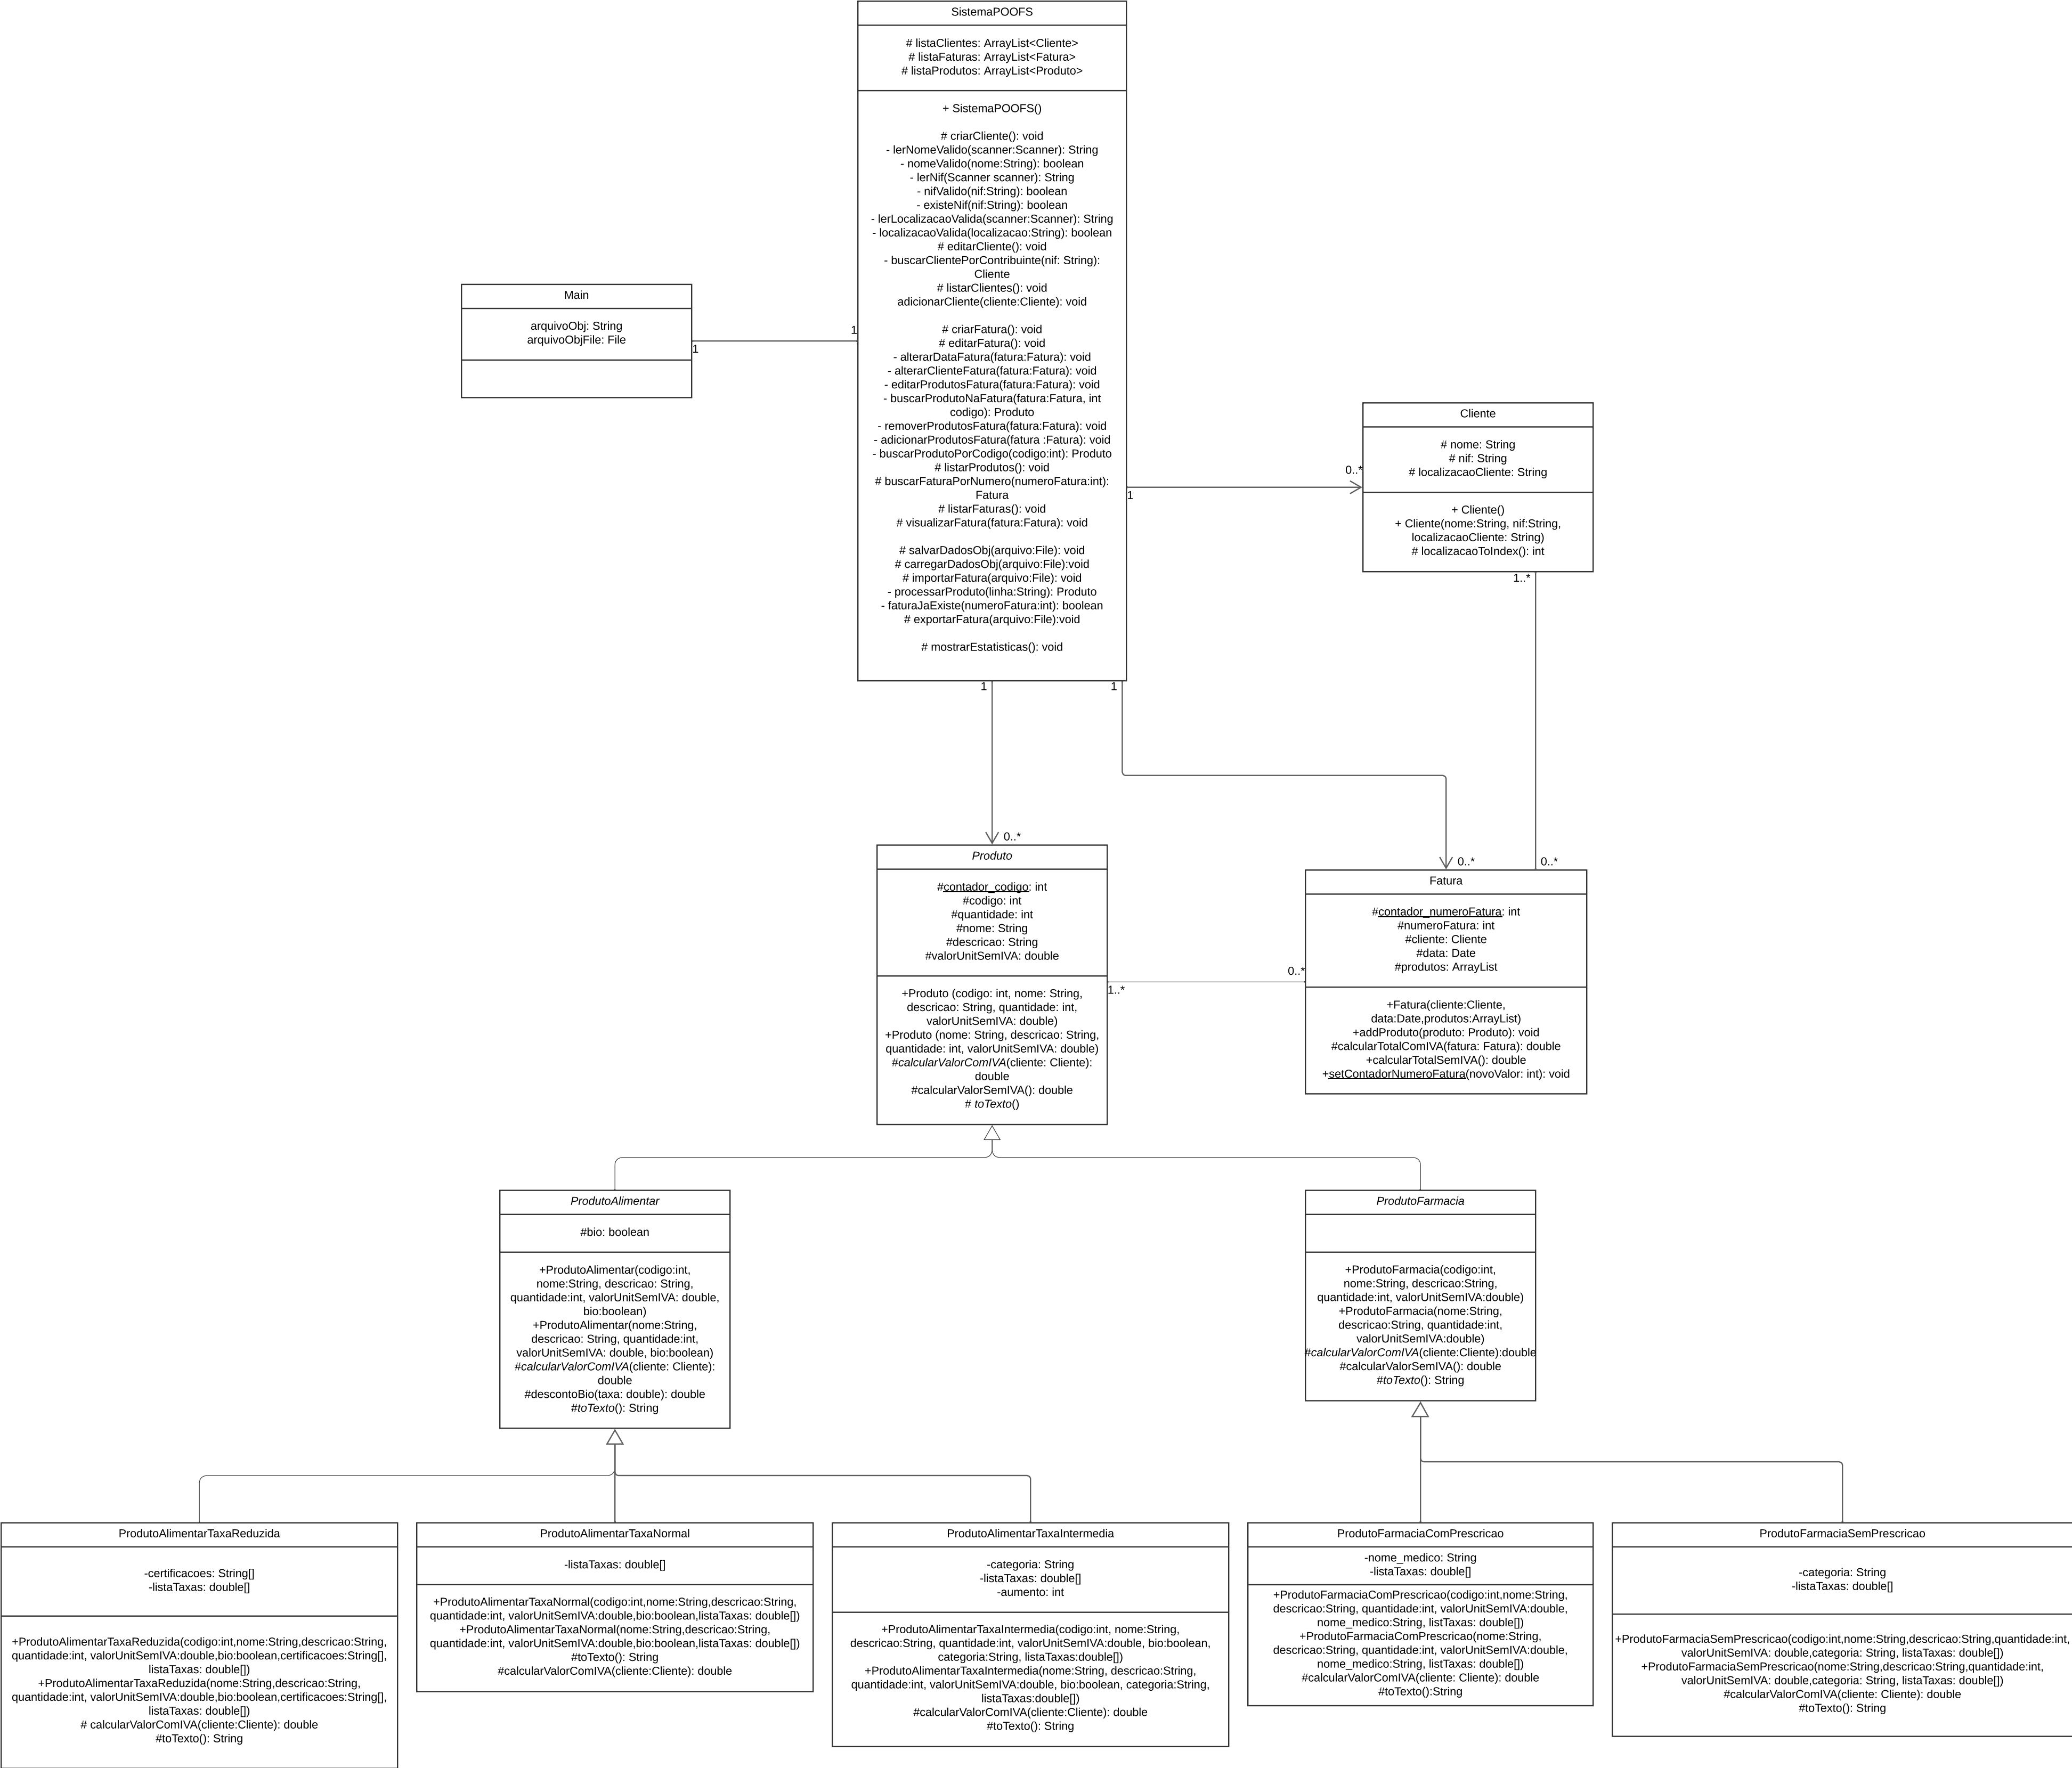 SistemaPOOFS
# listaClientes: ArrayList<Cliente>
# listaFaturas: ArrayList<Fatura>
# listaProdutos: ArrayList<Produto>
+ SistemaPOOFS()
# criarCliente(): void
- lerNomeValido(scanner:Scanner): String
- nomeValido(nome:String): boolean
- lerNif(Scanner scanner): String
- nifValido(nif:String): boolean
- existeNif(nif:String): boolean
- lerLocalizacaoValida(scanner:Scanner): String
- localizacaoValida(localizacao:String): boolean
# editarCliente(): void
- buscarClientePorContribuinte(nif: String):
Cliente
# listarClientes(): void
adicionarCliente(cliente:Cliente): void
# criarFatura(): void
# editarFatura(): void
- alterarDataFatura(fatura:Fatura): void
- alterarClienteFatura(fatura:Fatura): void
- editarProdutosFatura(fatura:Fatura): void
- buscarProdutoNaFatura(fatura:Fatura, int
codigo): Produto
- removerProdutosFatura(fatura:Fatura): void
- adicionarProdutosFatura(fatura :Fatura): void
- buscarProdutoPorCodigo(codigo:int): Produto
# listarProdutos(): void
# buscarFaturaPorNumero(numeroFatura:int):
Fatura
# listarFaturas(): void
# visualizarFatura(fatura:Fatura): void
# salvarDadosObj(arquivo:File): void
# carregarDadosObj(arquivo:File):void
# importarFatura(arquivo:File): void
- processarProduto(linha:String): Produto
- faturaJaExiste(numeroFatura:int): boolean
# exportarFatura(arquivo:File):void
# mostrarEstatisticas(): void
Main
arquivoObj: String
arquivoObjFile: File
1
1
Cliente
# nome: String
# nif: String
# localizacaoCliente: String
+ Cliente()
+ Cliente(nome:String, nif:String,
localizacaoCliente: String)
# localizacaoToIndex(): int
0..*
1
1..*
1
1
0..*
0..*
0..*
Produto
#contador_codigo: int
#codigo: int
#quantidade: int
#nome: String
#descricao: String
#valorUnitSemIVA: double
+Produto (codigo: int, nome: String,
descricao: String, quantidade: int,
valorUnitSemIVA: double)
+Produto (nome: String, descricao: String,
quantidade: int, valorUnitSemIVA: double)
#calcularValorComIVA(cliente: Cliente):
double
#calcularValorSemIVA(): double
# toTexto()
0..*
1..*
Fatura
#contador_numeroFatura: int
#numeroFatura: int
#cliente: Cliente
#data: Date
#produtos: ArrayList
+Fatura(cliente:Cliente,
data:Date,produtos:ArrayList)
+addProduto(produto: Produto): void
#calcularTotalComIVA(fatura: Fatura): double
+calcularTotalSemIVA(): double
+setContadorNumeroFatura(novoValor: int): void
ProdutoAlimentar
#bio: boolean
+ProdutoAlimentar(codigo:int,
nome:String, descricao: String,
quantidade:int, valorUnitSemIVA: double,
bio:boolean)
+ProdutoAlimentar(nome:String,
descricao: String, quantidade:int,
valorUnitSemIVA: double, bio:boolean)
#calcularValorComIVA(cliente: Cliente):
double
#descontoBio(taxa: double): double
#toTexto(): String
ProdutoFarmacia
+ProdutoFarmacia(codigo:int,
nome:String, descricao:String,
quantidade:int, valorUnitSemIVA:double)
+ProdutoFarmacia(nome:String,
descricao:String, quantidade:int,
valorUnitSemIVA:double)
#calcularValorComIVA(cliente:Cliente):double
#calcularValorSemIVA(): double
#toTexto(): String
ProdutoAlimentarTaxaReduzida
-certificacoes: String[]
-listaTaxas: double[]
+ProdutoAlimentarTaxaReduzida(codigo:int,nome:String,descricao:String,
quantidade:int, valorUnitSemIVA:double,bio:boolean,certificacoes:String[],
listaTaxas: double[])
+ProdutoAlimentarTaxaReduzida(nome:String,descricao:String,
quantidade:int, valorUnitSemIVA:double,bio:boolean,certificacoes:String[],
listaTaxas: double[])
# calcularValorComIVA(cliente:Cliente): double
#toTexto(): String
ProdutoAlimentarTaxaNormal
-listaTaxas: double[]
+ProdutoAlimentarTaxaNormal(codigo:int,nome:String,descricao:String,
quantidade:int, valorUnitSemIVA:double,bio:boolean,listaTaxas: double[])
+ProdutoAlimentarTaxaNormal(nome:String,descricao:String,
quantidade:int, valorUnitSemIVA:double,bio:boolean,listaTaxas: double[])
#toTexto(): String
#calcularValorComIVA(cliente:Cliente): double
ProdutoAlimentarTaxaIntermedia
-categoria: String
-listaTaxas: double[]
-aumento: int
+ProdutoAlimentarTaxaIntermedia(codigo:int, nome:String,
descricao:String, quantidade:int, valorUnitSemIVA:double, bio:boolean,
categoria:String, listaTaxas:double[])
+ProdutoAlimentarTaxaIntermedia(nome:String, descricao:String,
quantidade:int, valorUnitSemIVA:double, bio:boolean, categoria:String,
listaTaxas:double[])
#calcularValorComIVA(cliente:Cliente): double
#toTexto(): String
ProdutoFarmaciaComPrescricao
-nome_medico: String
-listaTaxas: double[]
+ProdutoFarmaciaComPrescricao(codigo:int,nome:String,
descricao:String, quantidade:int, valorUnitSemIVA:double,
nome_medico:String, listTaxas: double[])
+ProdutoFarmaciaComPrescricao(nome:String,
descricao:String, quantidade:int, valorUnitSemIVA:double,
nome_medico:String, listTaxas: double[])
#calcularValorComIVA(cliente: Cliente): double
#toTexto():String
ProdutoFarmaciaSemPrescricao
-categoria: String
-listaTaxas: double[]
+ProdutoFarmaciaSemPrescricao(codigo:int,nome:String,descricao:String,quantidade:int,
valorUnitSemIVA: double,categoria: String, listaTaxas: double[])
+ProdutoFarmaciaSemPrescricao(nome:String,descricao:String,quantidade:int,
valorUnitSemIVA: double,categoria: String, listaTaxas: double[])
#calcularValorComIVA(cliente: Cliente): double
#toTexto(): String